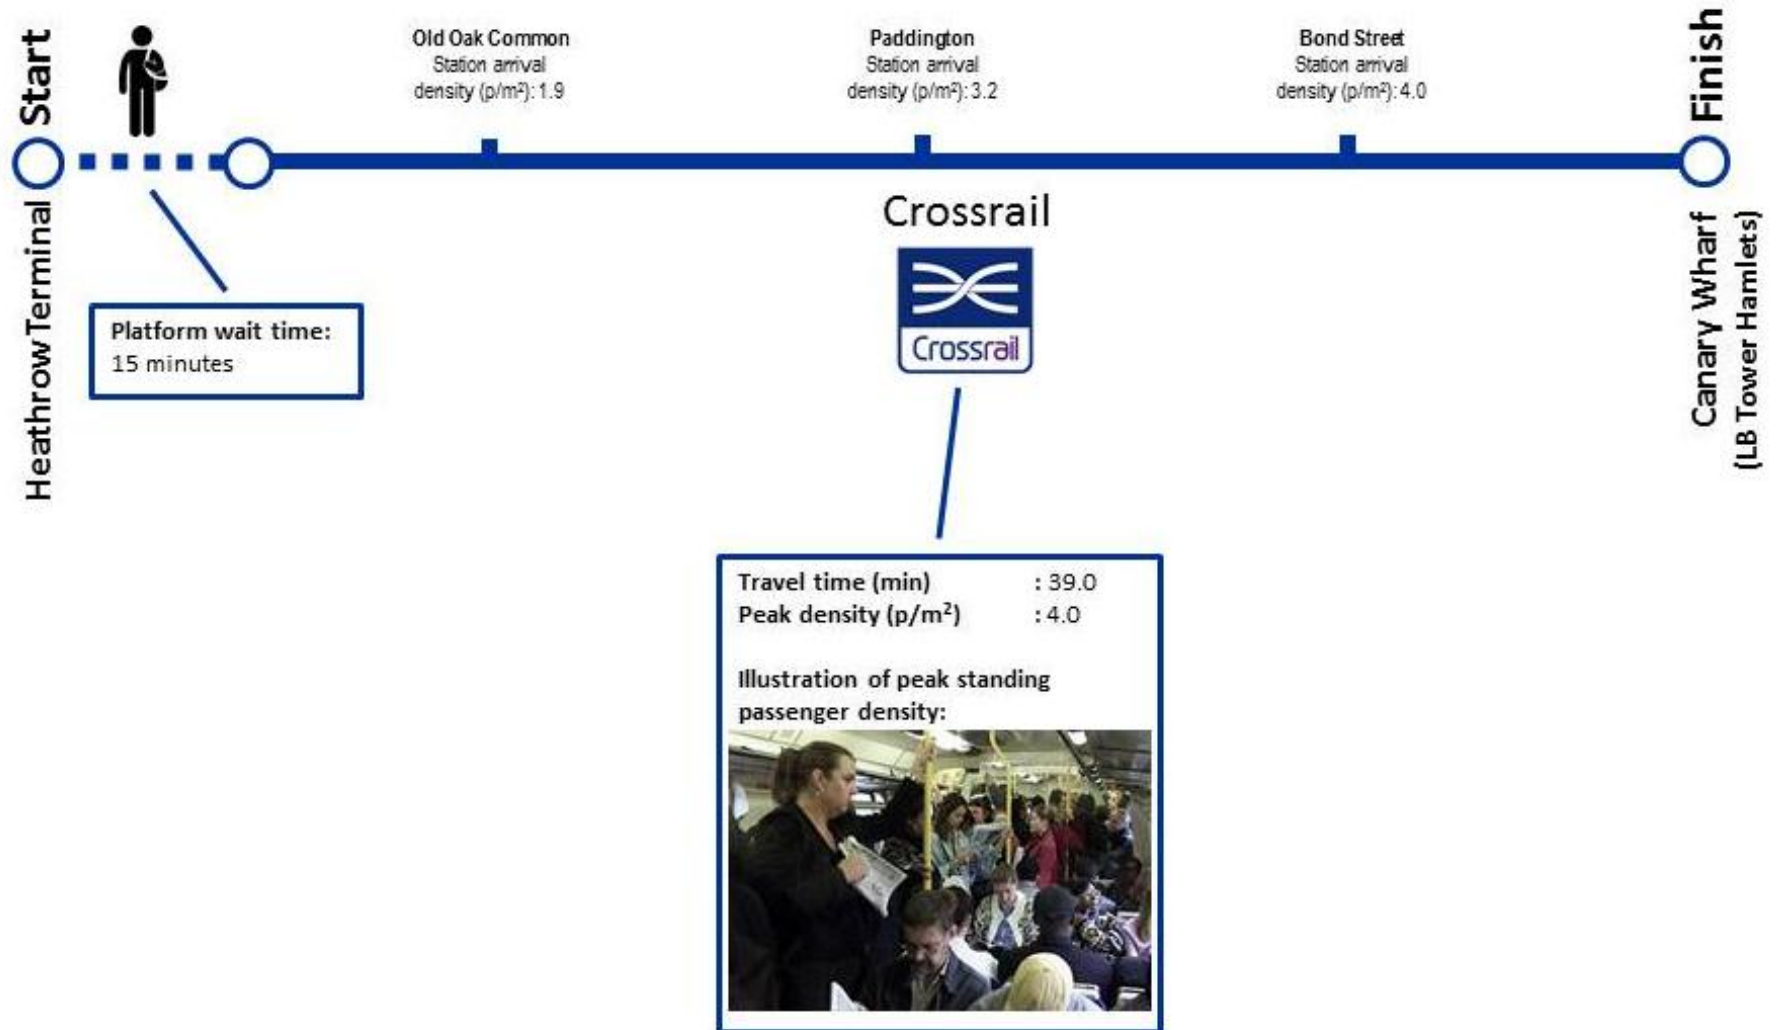 Start
Heathrow Terminal
Old Oak Common
Station arrival
density (p/m²): 1.9
Paddington
Station arrival
density (p/m²): 3.2
Bond Street
Station arrival
density (p/m²): 4.0
Finish
Canary Wharf
(LB Tower Hamlets)
Platform wait time:
15 minutes
Crossrail
Crossrail
Travel time (min) : 39.0
Peak density (p/m²) : 4.0
Illustration of peak standing
passenger density: